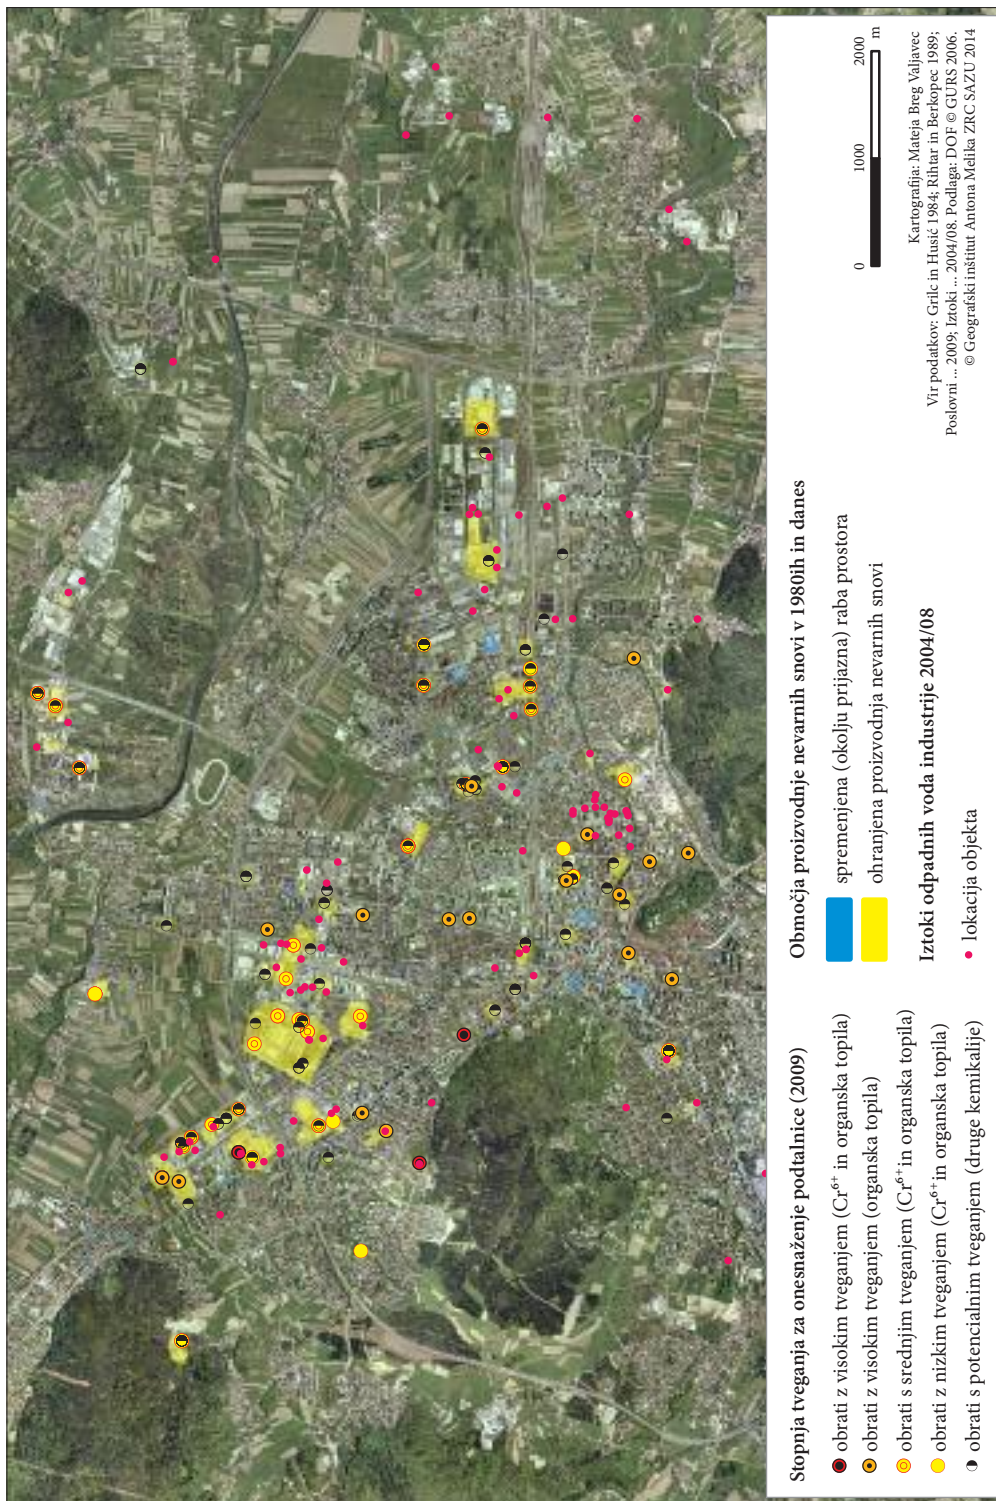 Stopnja tveganja za onesnaženje podtalnice (2009)
obrati z visokim tveganjem (Cr⁶⁺ in organska topila)
obrati z visokim tveganjem (organska topila)
obrati s srednjim tveganjem (Cr⁶⁺in organska topila)
obrati z nizkim tveganjem (Cr⁶⁺in organska topila)
obrati s potencialnim tveganjem (druge kemikalije)
Območja proizvodnje nevarnih snovi v 1980ih in danes
spremenjena (okolju prijazna) raba prostora
ohranjena proizvodnja nevarnih snovi
Iztoki odpadnih voda industrije 2004/08
lokacija objekta
0 1000 2000
m
Kartografija: Mateja Breg Valjavec
Vir podatkov: Grilc in Husić 1984; Rihtar in Berkopec 1989;
Poslovni ... 2009; Iztoki ... 2004/08. Podlaga: DOF © GURS 2006.
© Geografski inštitut Antona Melika ZRC SAZU 2014